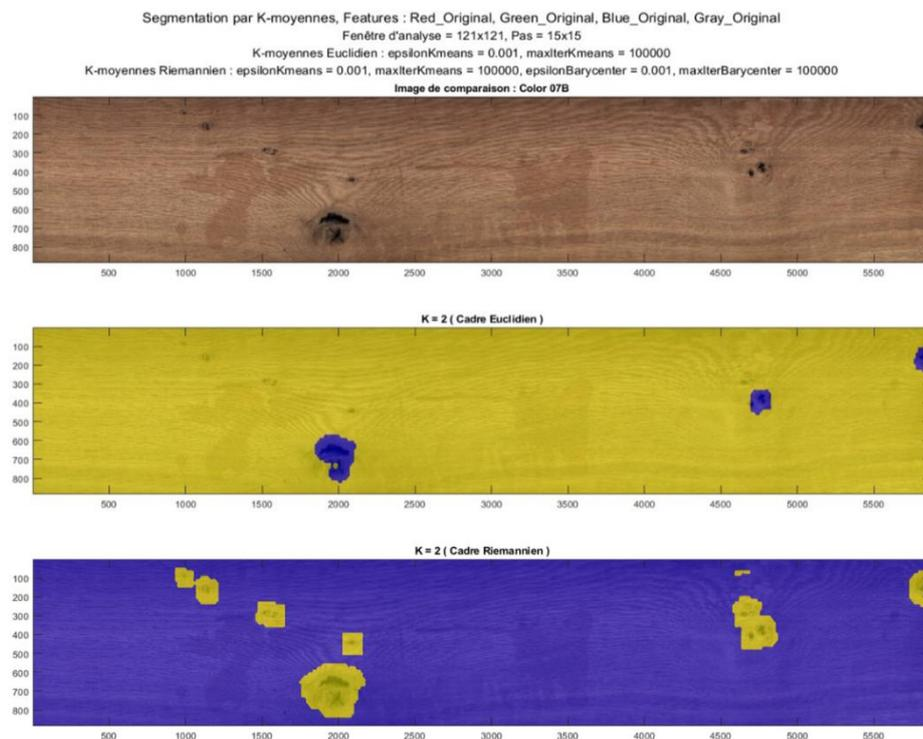 Segmentation par K-moyennes, Features : Red_Original, Green_Original, Blue_Original, Gray_Original
Fenêtre d'analyse = 121x121, Pas = 15x15
K-moyennes Euclidien : epsilonKmeans = 0.001, maxIterKmeans = 100000
K-moyennes Riemannien : epsilonKmeans = 0.001, maxIterKmeans = 100000, epsilonBarycenter = 0.001, maxIterBarycenter = 100000
Image de comparaison : Color 07B
100
200
300
400
500
600
700
800
500 1000 1500 2000 2500 3000 3500 4000 4500 5000 5500
K = 2 ( Cadre Euclidien )
100
200
300
400
500
600
700
800
500 1000 1500 2000 2500 3000 3500 4000 4500 5000 5500
K = 2 ( Cadre Riemannien )
100
200
300
400
500
600
700
800
500 1000 1500 2000 2500 3000 3500 4000 4500 5000 5500